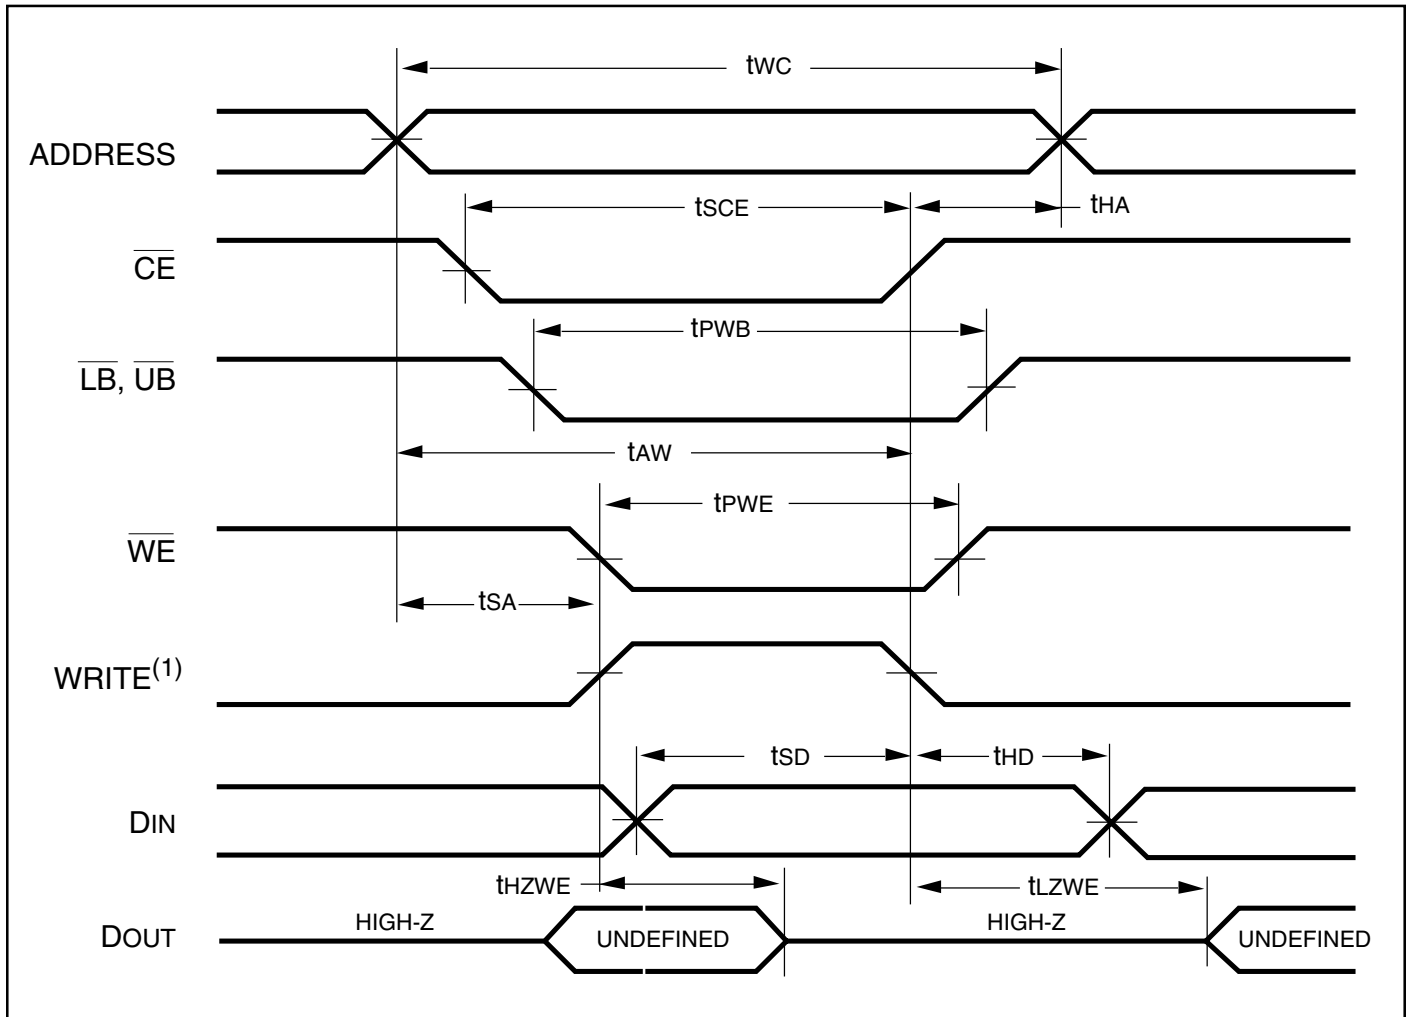 tWC
ADDRESS
tSCE
tHA
CE
tPWB
LB, UB
tAW
tPWE
WE
tSA
WRITE(1)
tSD
tHD
DIN
tHZWE
tLZWE
DOUT
HIGH-Z
UNDEFINED
HIGH-Z
UNDEFINED